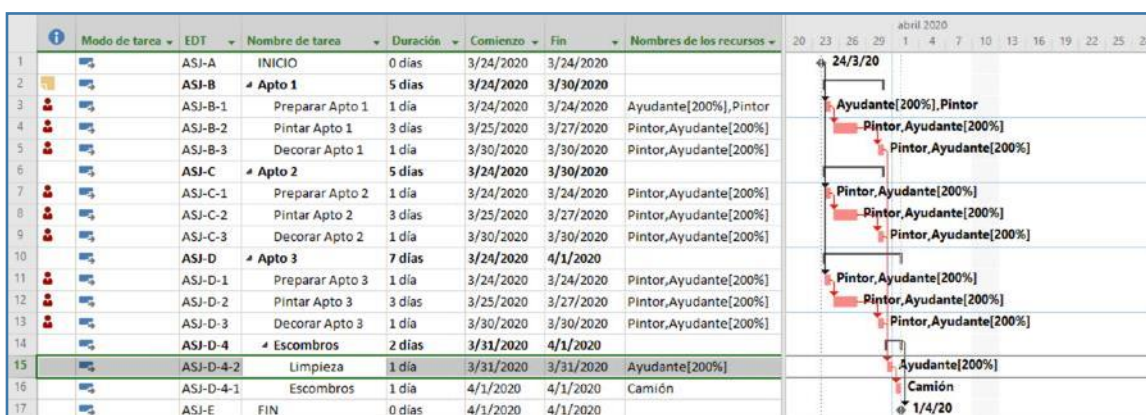 abril 2020
Modo de tarea EDT Nombre de tarea Duración Comienzo Fin Nombres de los recursos 20 23 26 29 1 4 7 10 13 16 19 22 25
1 ASJ-A INICIO 0 días 3/24/2020 3/24/2020 24/3/20
2 ASJ-B Apto 1 5 días 3/24/2020 3/30/2020
3 ASJ-B-1 Preparar Apto 1 1 día 3/24/2020 3/24/2020 Ayudante[200%],Pintor Ayudante[200%],Pintor
4 ASJ-B-2 Pintar Apto 1 3 días 3/25/2020 3/27/2020 Pintor,Ayudante[200%] Pintor,Ayudante[200%]
5 ASJ-B-3 Decorar Apto 1 1 día 3/30/2020 3/30/2020 Pintor,Ayudante[200%] Pintor,Ayudante[200%]
6 ASJ-C Apto 2 5 días 3/24/2020 3/30/2020
7 ASJ-C-1 Preparar Apto 2 1 día 3/24/2020 3/24/2020 Pintor,Ayudante[200%] Pintor,Ayudante[200%]
8 ASJ-C-2 Pintar Apto 2 3 días 3/25/2020 3/27/2020 Pintor,Ayudante[200%] Pintor,Ayudante[200%]
9 ASJ-C-3 Decorar Apto 2 1 día 3/30/2020 3/30/2020 Pintor,Ayudante[200%] Pintor,Ayudante[200%]
10 ASJ-D Apto 3 7 días 3/24/2020 4/1/2020
11 ASJ-D-1 Preparar Apto 3 1 día 3/24/2020 3/24/2020 Pintor,Ayudante[200%] Pintor,Ayudante[200%]
12 ASJ-D-2 Pintar Apto 3 3 días 3/25/2020 3/27/2020 Pintor,Ayudante[200%] Pintor,Ayudante[200%]
13 ASJ-D-3 Decorar Apto 3 1 día 3/30/2020 3/30/2020 Pintor,Ayudante[200%] Pintor,Ayudante[200%]
14 ASJ-D-4 Escombros 2 días 3/31/2020 4/1/2020
15 ASJ-D-4-2 Limpieza 1 día 3/31/2020 3/31/2020 Ayudante[200%] Ayudante[200%]
16 ASJ-D-4-1 Escombros 1 día 4/1/2020 4/1/2020 Camión Camión
17 ASJ-E FIN 0 días 4/1/2020 4/1/2020 1/4/20